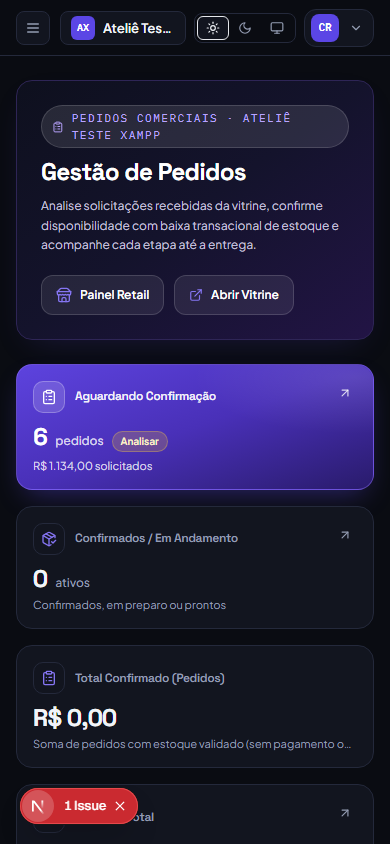 AX
Ateliê Tes...
CR
PEDIDOS COMERCIAIS · ATELIÊ
TESTE XAMPP
Gestão de Pedidos
Analise solicitações recebidas da vitrine, confirme
disponibilidade com baixa transacional de estoque e
acompanhe cada etapa até a entrega.
Painel Retail
Abrir Vitrine
Aguardando Confirmação
6 pedidos Analisar
R$ 1.134,00 solicitados
Confirmados / Em Andamento
0 ativos
Confirmados, em preparo ou prontos
Total Confirmado (Pedidos)
R$ 0,00
Soma de pedidos com estoque validado (sem pagamento o...
N 1 Issue
otal